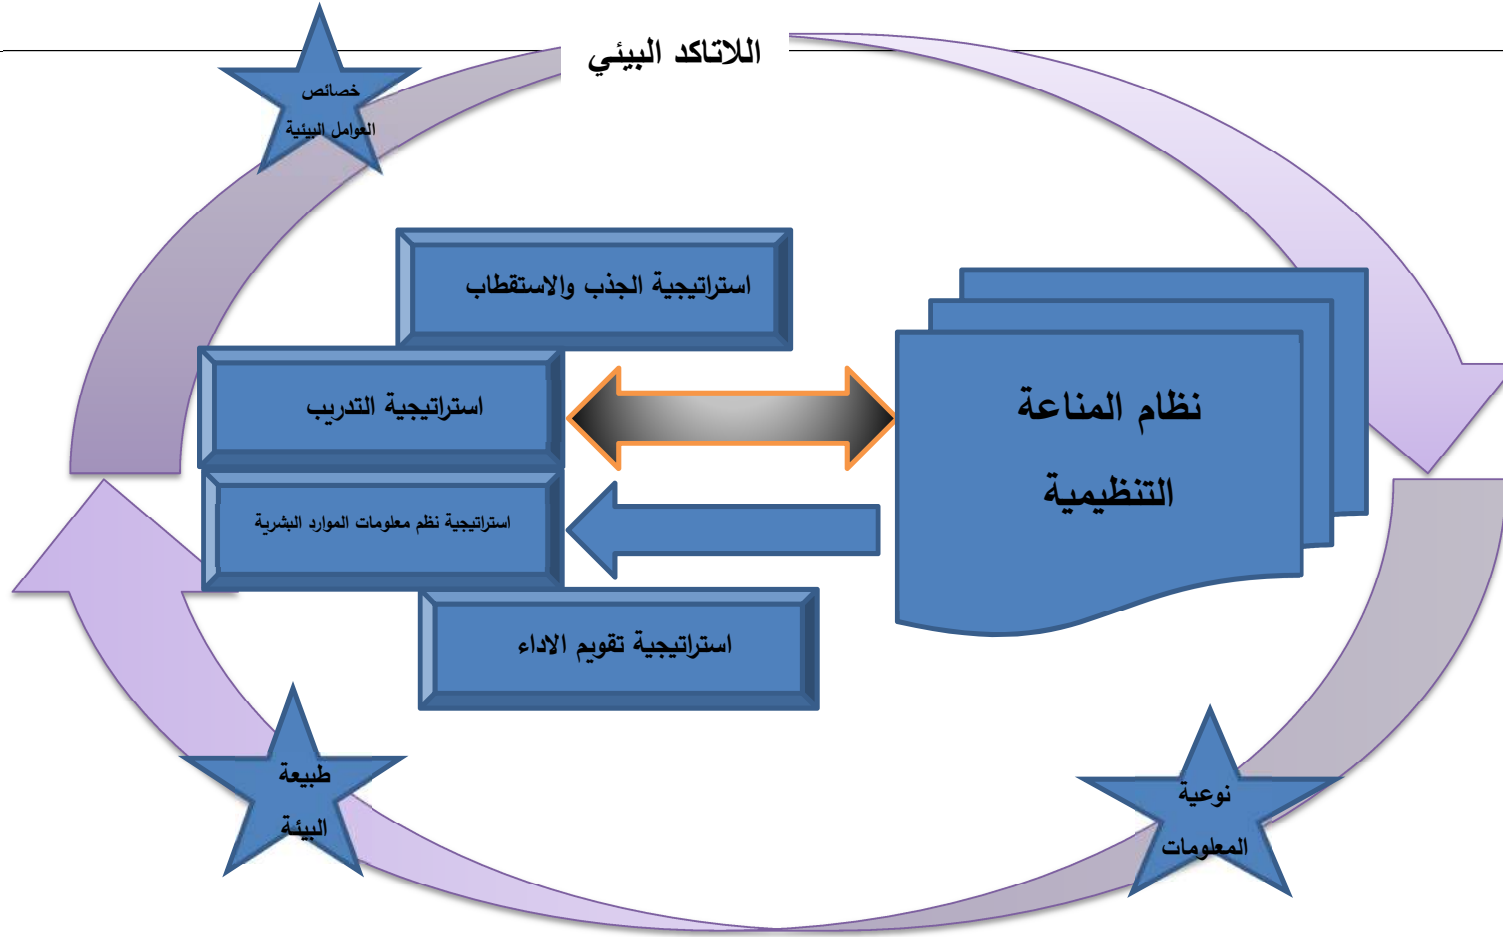 اللاتاكد البيئي
خصائص
العوامل البيئية
استراتيجية الجذب والاستقطاب
استراتيجية التدريب
نظام المناعة
التنظيمية
استراتيجية نظم معلومات الموارد البشرية
استراتيجية تقويم الاداء
طبيعة
البيئة
نوعية
المعلومات